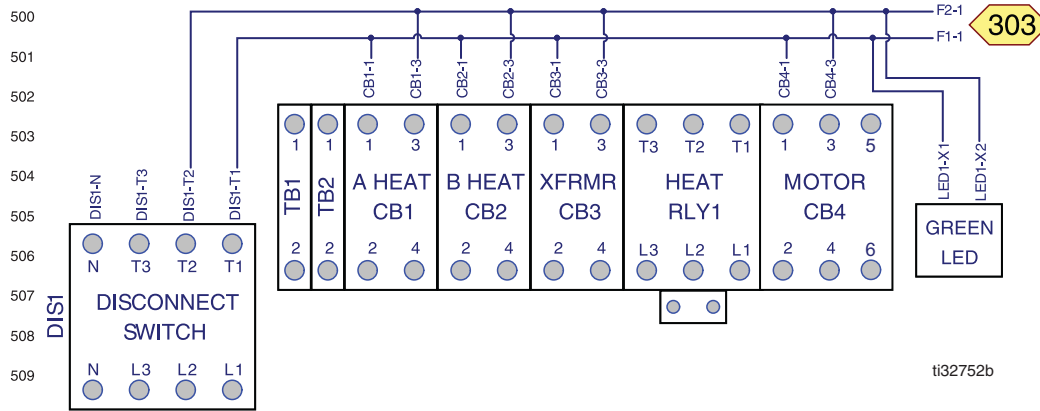 500
501
502
503
504
505
506
507
508
509
F2-1
F1-1
303
CB1-1
CB1-3
CB2-1
CB2-3
CB3-1
CB3-3
CB4-1
CB4-3
DIS1-N
DIS1-T3
DIS1-T2
DIS1-T1
LED1-X1
LED1-X2
1 1 1 3 1 3 1 3 T3 T2 T1 1 3 5
TB1
TB2
A HEAT
CB1
B HEAT
CB2
XFRMR
CB3
HEAT
RLY1
MOTOR
CB4
2 2 2 4 2 4 2 4 L3 L2 L1 2 4 6
GREEN
LED
N T3 T2 T1
DIS1
DISCONNECT
SWITCH
N L3 L2 L1
ti32752b